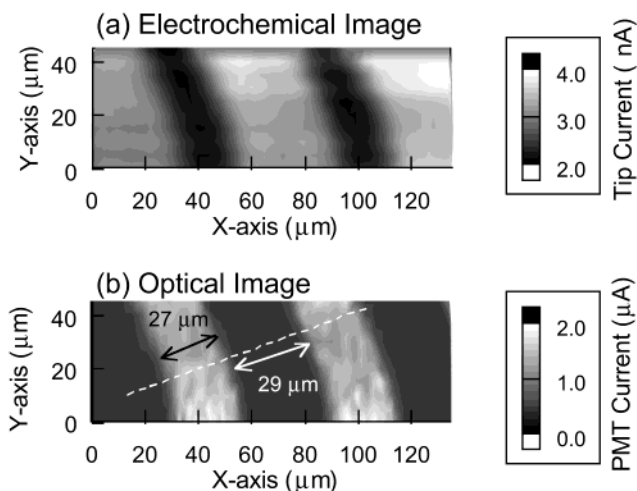 (a) Electrochemical Image
Y-axis (μm)
40
20
0
0 20 40 60 80 100 120
X-axis (μm)
4.0
3.0
2.0
Tip Current ( nA)
(b) Optical Image
Y-axis (μm)
40
20
0
27 μm
29 μm
0 20 40 60 80 100 120
X-axis (μm)
2.0
1.0
0.0
PMT Current (μA)